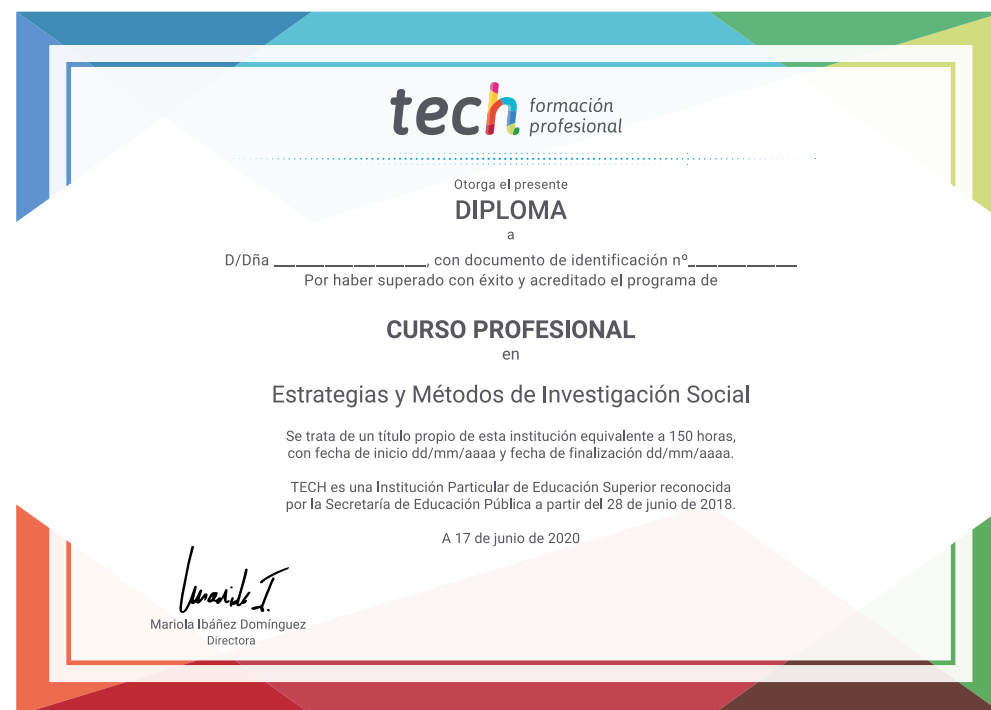 tech formación
profesional
Otorga el presente
DIPLOMA
a
D/Dña ____________________, con documento de identificación nº______________
Por haber superado con éxito y acreditado el programa de
CURSO PROFESIONAL
en
Estrategias y Métodos de Investigación Social
Se trata de un título propio de esta institución equivalente a 150 horas,
con fecha de inicio dd/mm/aaaa y fecha de finalización dd/mm/aaaa.
TECH es una Institución Particular de Educación Superior reconocida
por la Secretaría de Educación Pública a partir del 28 de junio de 2018.
A 17 de junio de 2020
Mariola Ibáñez Domínguez
Directora